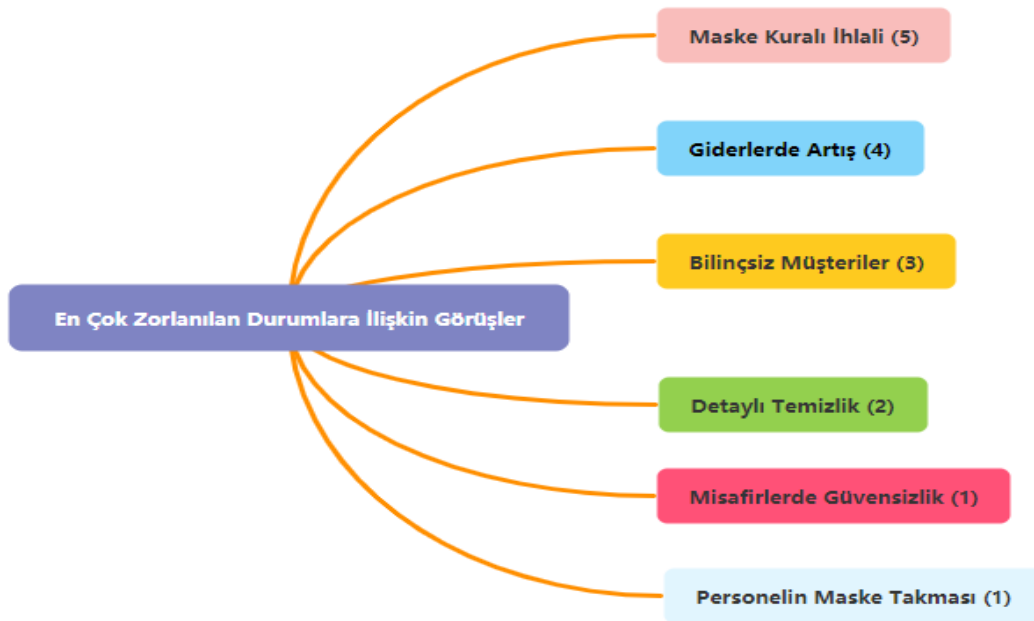 Maske Kuralı İhlali (5)
Giderlerde Artış (4)
Bilinçsiz Müşteriler (3)
En Çok Zorlanılan Durumlara İlişkin Görüşler
Detaylı Temizlik (2)
Misafirlerde Güvensizlik (1)
Personelin Maske Takması (1)